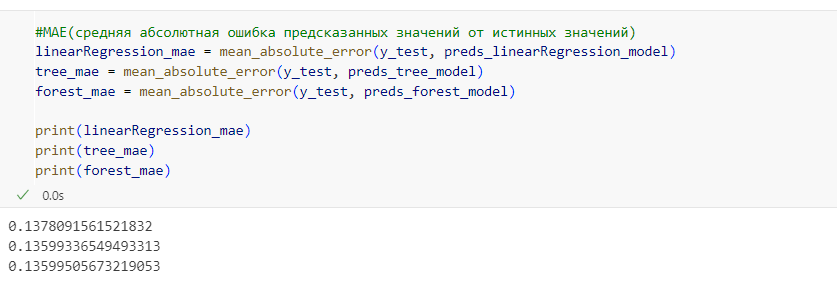 #MAE(средняя абсолютная ошибка предсказанных значений от истинных значений)
linearRegression_mae = mean_absolute_error(y_test, preds_linearRegression_model)
tree_mae = mean_absolute_error(y_test, preds_tree_model)
forest_mae = mean_absolute_error(y_test, preds_forest_model)
print(linearRegression_mae)
print(tree_mae)
print(forest_mae)
0.0s
0.1378091561521832
0.13599336549493313
0.13599505673219053